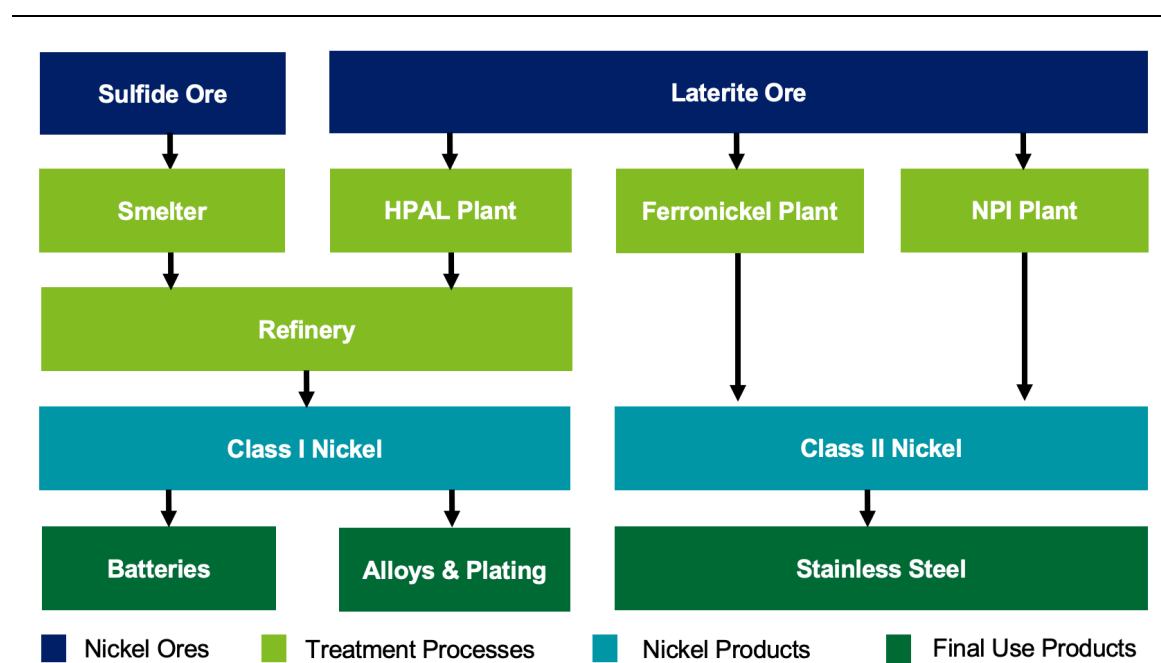 Sulfide Ore
Laterite Ore
Smelter
HPAL Plant
Ferronickel Plant
NPI Plant
Refinery
Class I Nickel
Class II Nickel
Batteries
Alloys & Plating
Stainless Steel
Nickel Ores
Treatment Processes
Nickel Products
Final Use Products